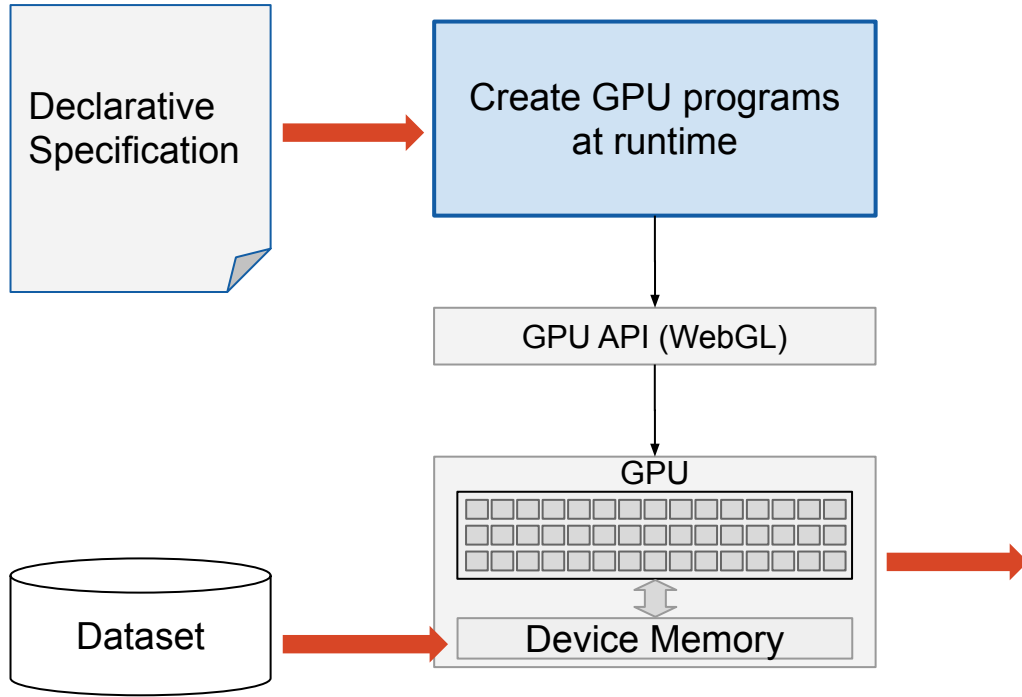 Declarative
Specification
Create GPU programs
at runtime
GPU API (WebGL)
GPU
Dataset
Device Memory